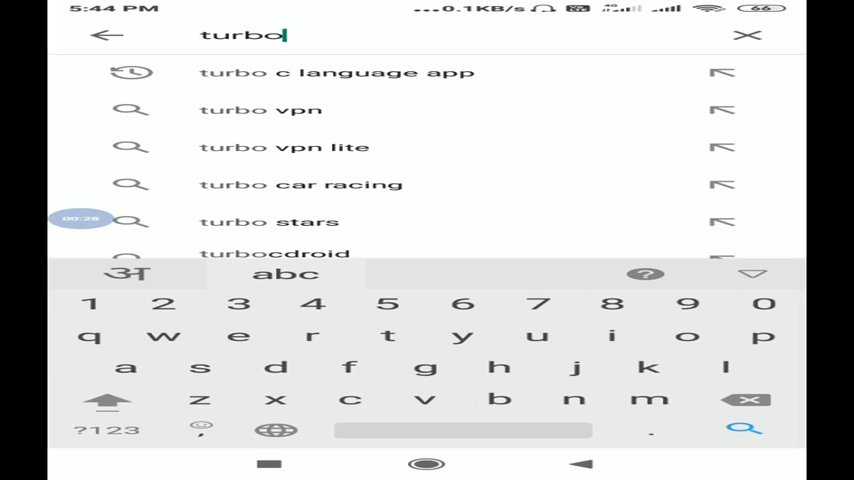 5:44 PM ...0.1KB/s 4G 66
turbo
turbo c language app
turbo vpn
turbo vpn lite
turbo car racing
00:28
turbo stars
turbocdroid
अ abc ?
1 2 3 4 5 6 7 8 9 0
q w e r t y u i o p
a s d f g h j k l
z x c v b n m
?123 , .